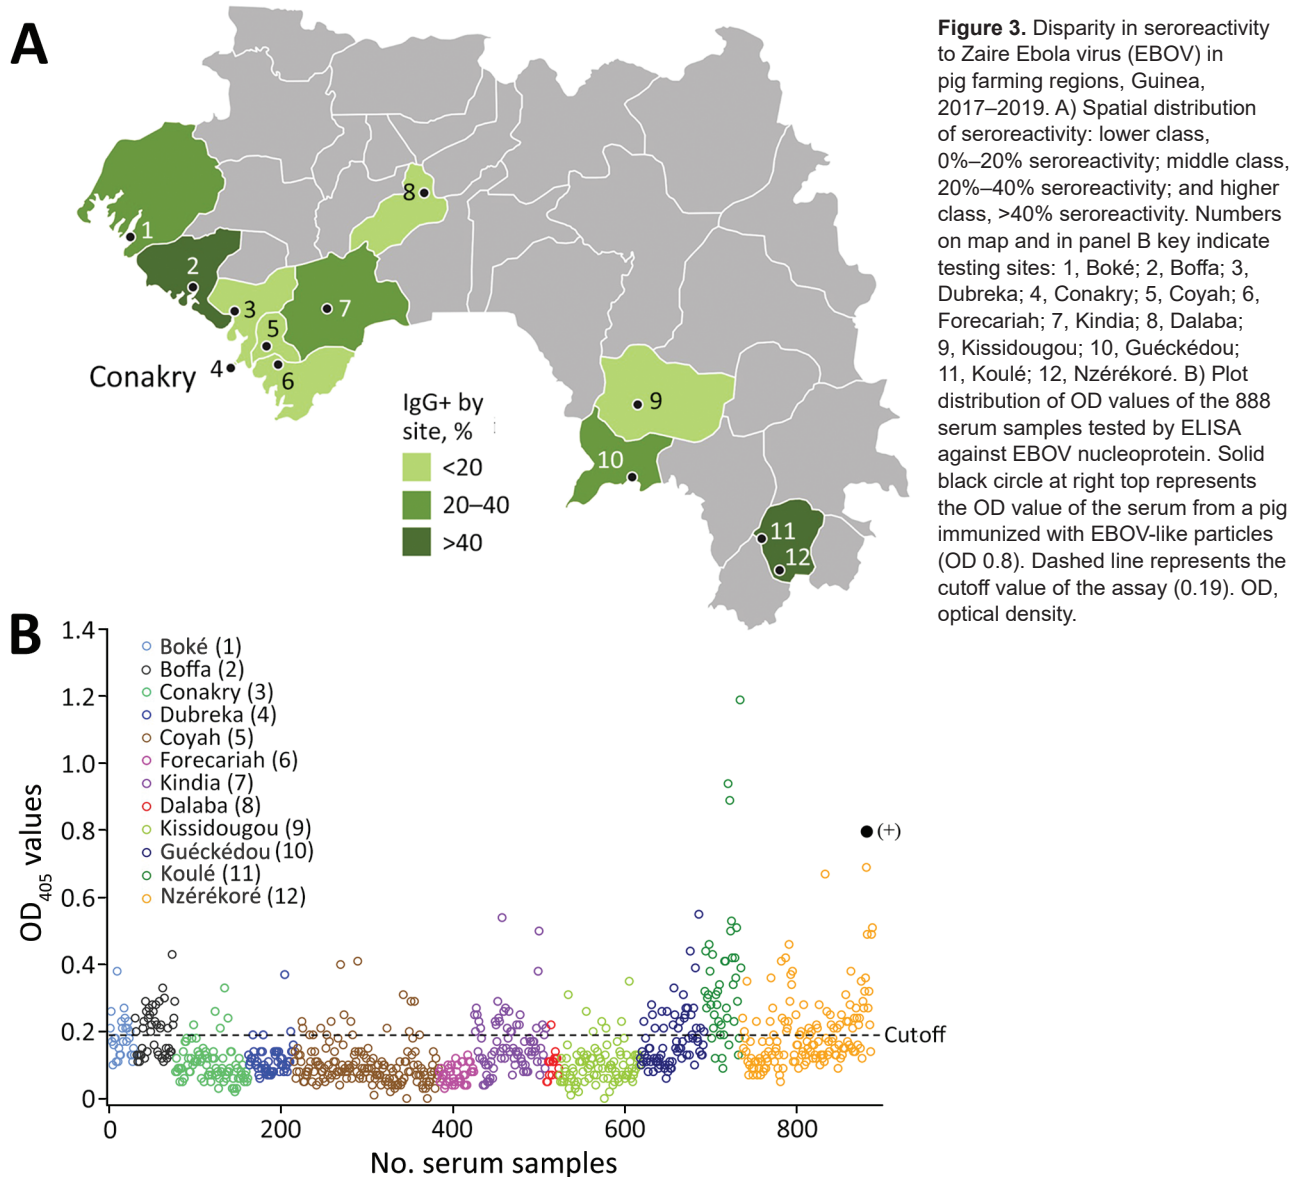 A
Figure 3. Disparity in seroreactivity
to Zaire Ebola virus (EBOV) in
pig farming regions, Guinea,
2017–2019. A) Spatial distribution
of seroreactivity: lower class,
0%–20% seroreactivity; middle class,
20%–40% seroreactivity; and higher
class, >40% seroreactivity. Numbers
on map and in panel B key indicate
testing sites: 1, Boké; 2, Boffa; 3,
Dubreka; 4, Conakry; 5, Coyah; 6,
Forecariah; 7, Kindia; 8, Dalaba;
9, Kissidougou; 10, Guéckédou;
11, Koulé; 12, Nzérékoré. B) Plot
distribution of OD values of the 888
serum samples tested by ELISA
against EBOV nucleoprotein. Solid
black circle at right top represents
the OD value of the serum from a pig
immunized with EBOV-like particles
(OD 0.8). Dashed line represents the
cutoff value of the assay (0.19). OD,
optical density.
8
1
2
3
7
5
Conakry 4
6
9
10
11
12
IgG+ by
site, %
<20
20–40
>40
B
1.4
1.2
1.0
0.8
0.6
0.4
0.2
0
OD405 values
Boké (1)
Boffa (2)
Conakry (3)
Dubreka (4)
Coyah (5)
Forecariah (6)
Kindia (7)
Dalaba (8)
Kissidougou (9)
Guéckédou (10)
Koulé (11)
Nzérékoré (12)
(+)
Cutoff
0 200 400 600 800
No. serum samples